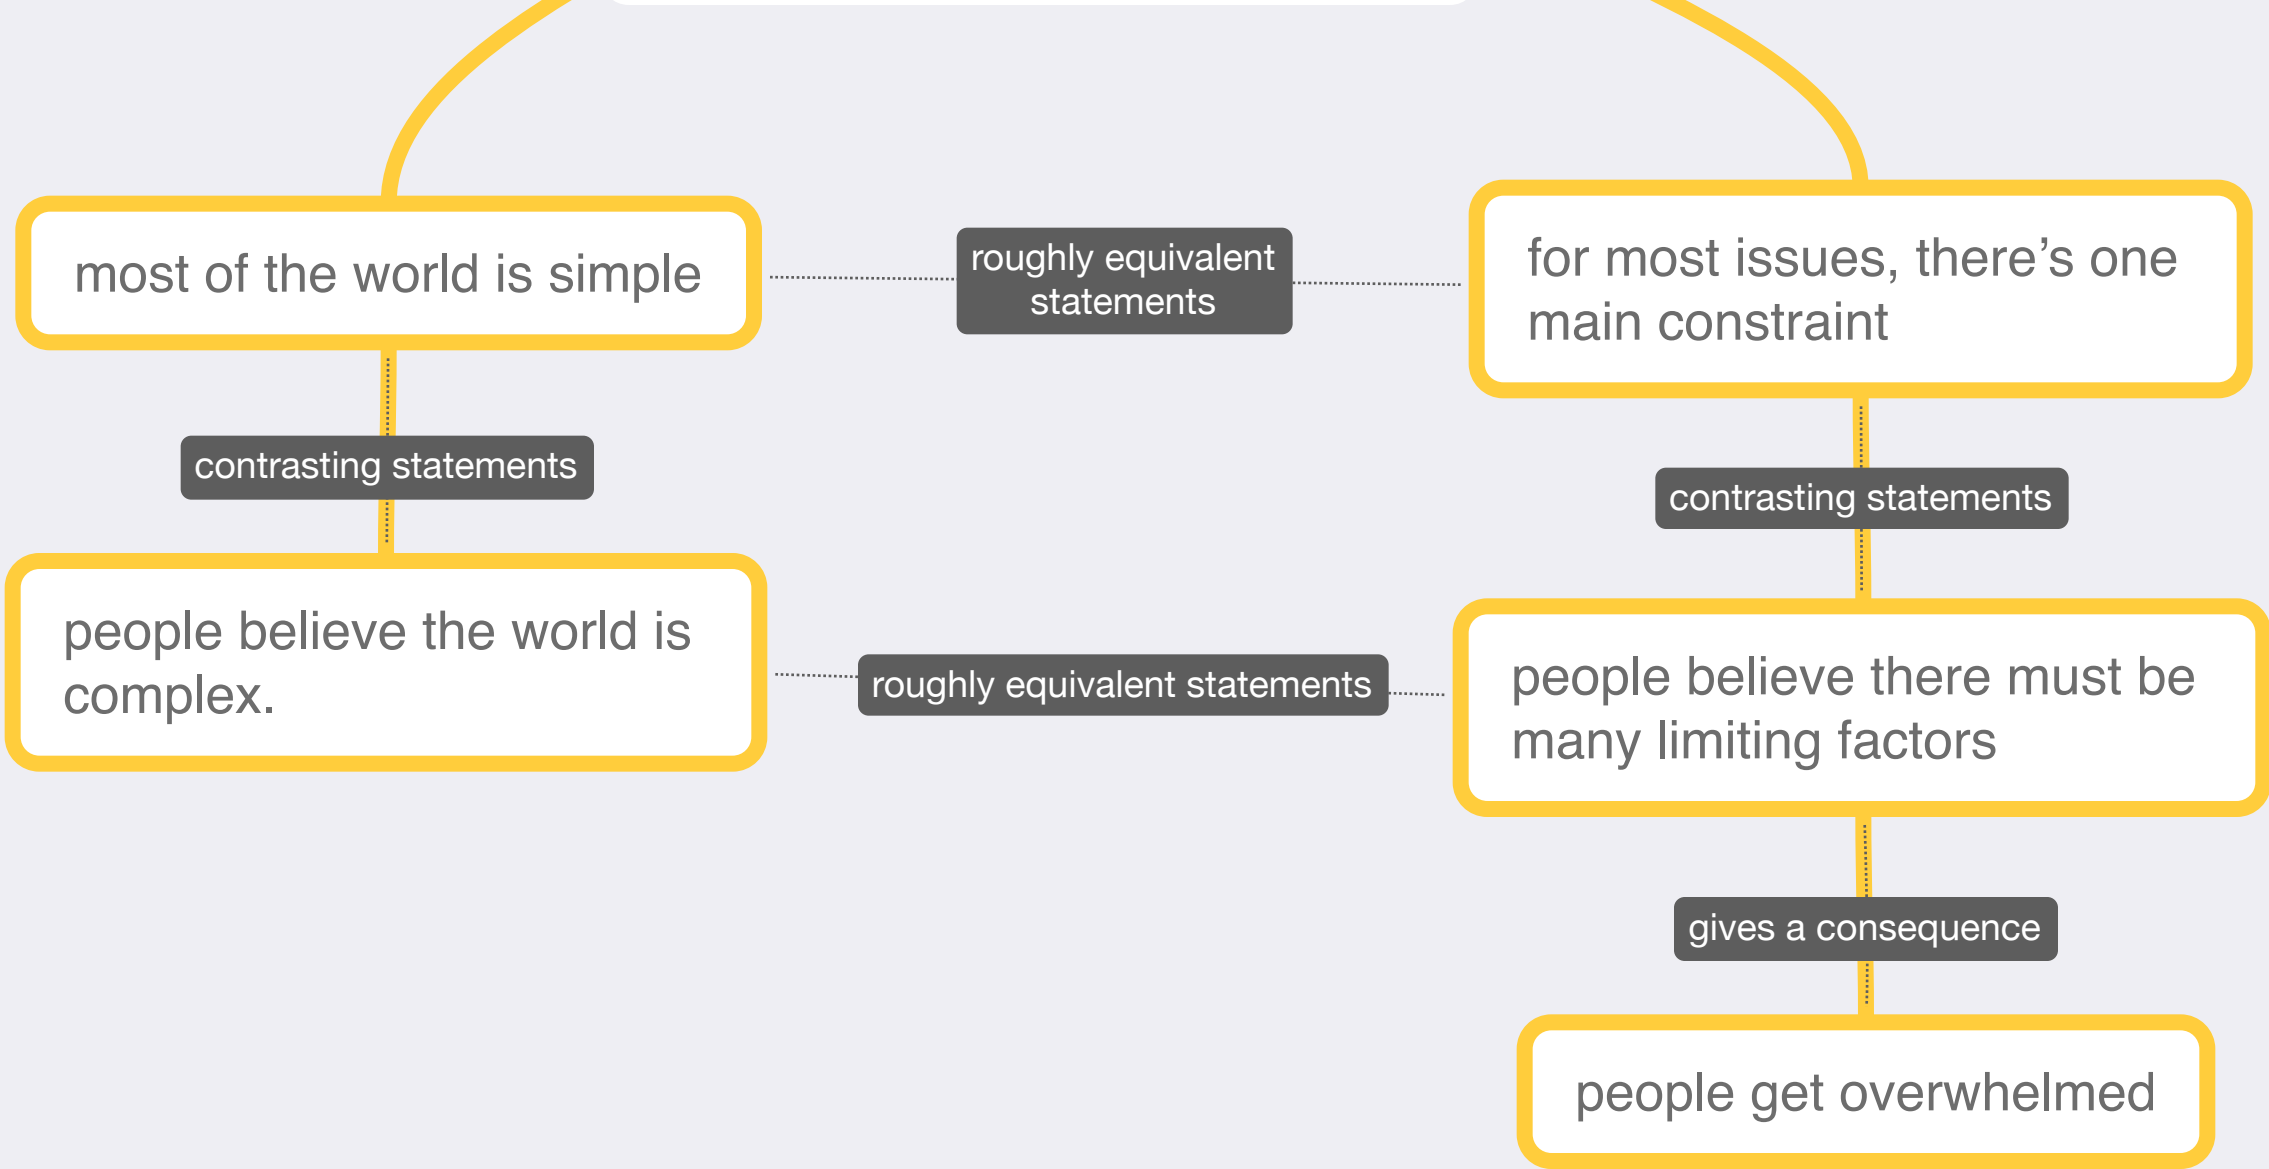 most of the world is simple
roughly equivalent
statements
for most issues, there’s one
main constraint
contrasting statements
contrasting statements
people believe the world is
complex.
roughly equivalent statements
people believe there must be
many limiting factors
gives a consequence
people get overwhelmed